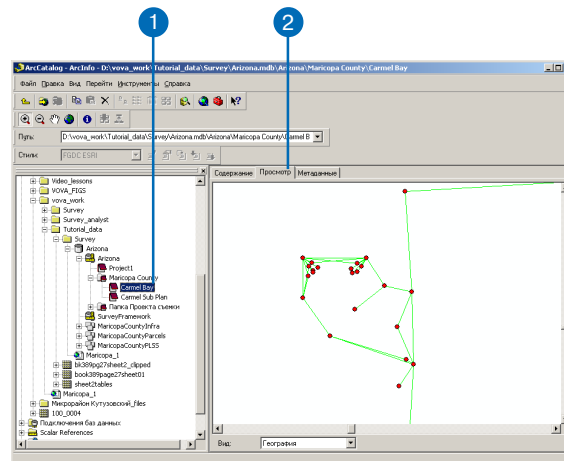 1 2
ArcCatalog - ArcInfo - D:\vova_work\Tutorial_data\Survey\Arizona.mdb\Arizona\Maricopa County\Carmel Bay
Файл Правка Вид Перейти Инструменты Справка
Путь: D:\vova_work\Tutorial_data\Survey\Arizona.mdb\Arizona\Maricopa County\Carmel B
Стили: FGDC ESRI
Содержание Просмотр Метаданные
Video_lessons
VOVA_FIGS
vova_work
Survey
Survey_analyst
Tutorial_data
Survey
Arizona
Arizona
Project1
Maricopa County
Carmel Bay
Carmel Sub Plan
Папка Проекта съемки
SurveyFramework
MaricopaCountyInfra
MaricopaCountyParcels
MaricopaCountyPLSS
Maricopa_1
bk389pg27sheet2_clipped
book389page27sheet01
sheet2tables
Maricopa_1
Микрорайон Кутузовский_files
100_0004
Подключения баз данных
Scalar References
Вид: География